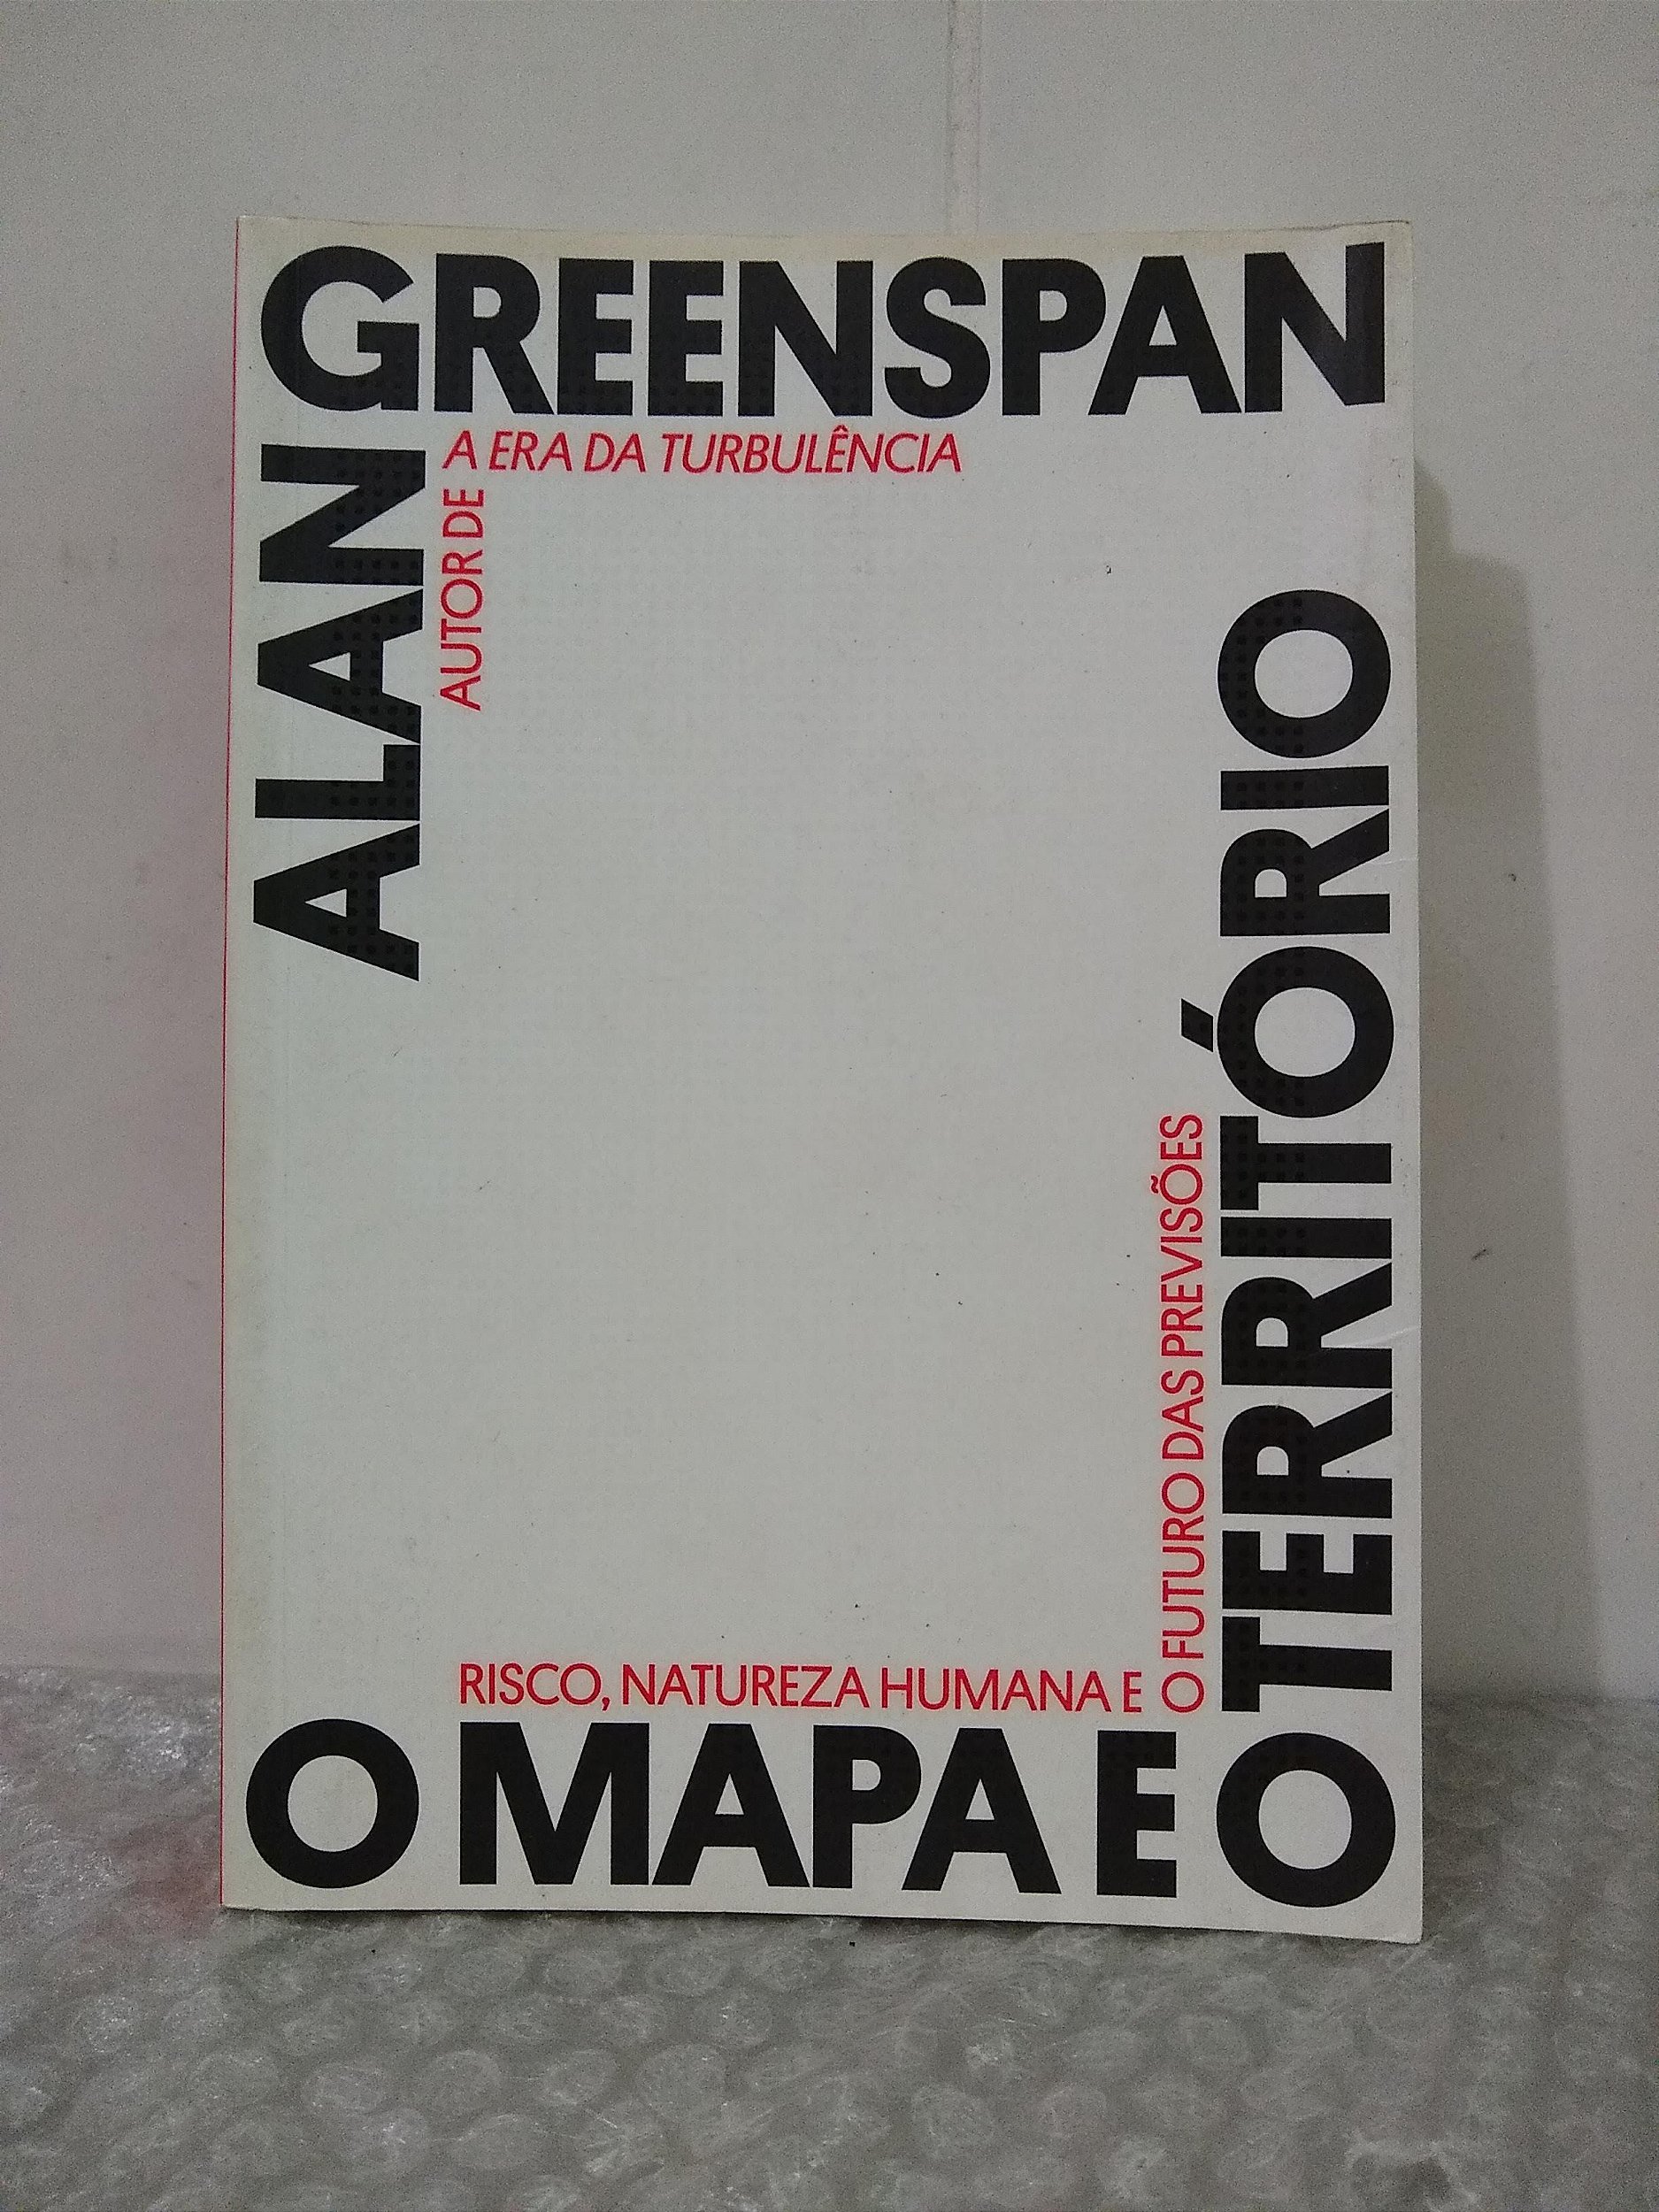 ALAN GREENSPAN
AUTOR DE A ERA DA TURBULÊNCIA
RISCO, NATUREZA HUMANA E O FUTURO DAS PREVISÕES
O MAPA E O TERRITÓRIO